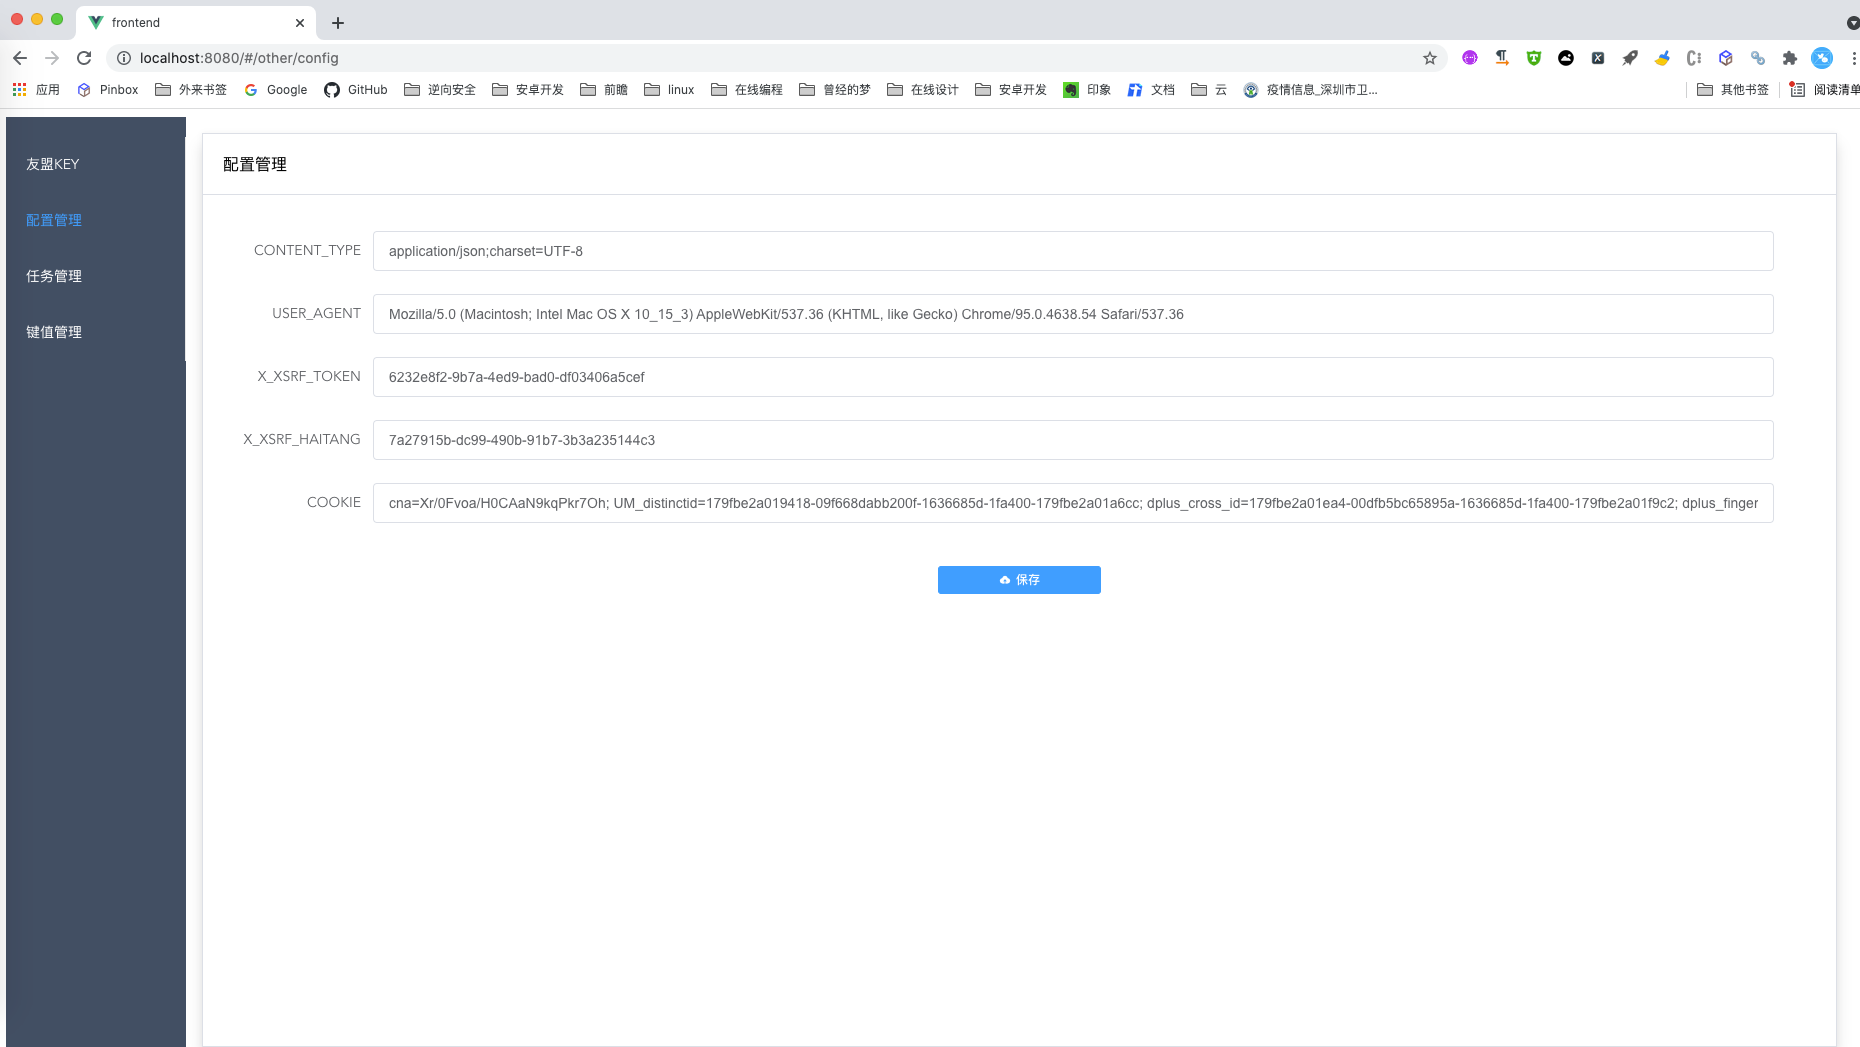 frontend
localhost:8080/#/other/config
应用 Pinbox 外来书签 Google GitHub 逆向安全 安卓开发 前瞻 linux 在线编程 曾经的梦 在线设计 安卓开发 印象 文档 云 疫情信息_深圳市卫... 其他书签 阅读清单
友盟KEY
配置管理
任务管理
键值管理
配置管理
CONTENT_TYPE application/json;charset=UTF-8
USER_AGENT Mozilla/5.0 (Macintosh; Intel Mac OS X 10_15_3) AppleWebKit/537.36 (KHTML, like Gecko) Chrome/95.0.4638.54 Safari/537.36
X_XSRF_TOKEN 6232e8f2-9b7a-4ed9-bad0-df03406a5cef
X_XSRF_HAITANG 7a27915b-dc99-490b-91b7-3b3a235144c3
COOKIE cna=Xr/0Fvoa/H0CAaN9kqPkr7Oh; UM_distinctid=179fbe2a019418-09f668dabb200f-1636685d-1fa400-179fbe2a01a6cc; dplus_cross_id=179fbe2a01ea4-00dfb5bc65895a-1636685d-1fa400-179fbe2a01f9c2; dplus_finger
保存